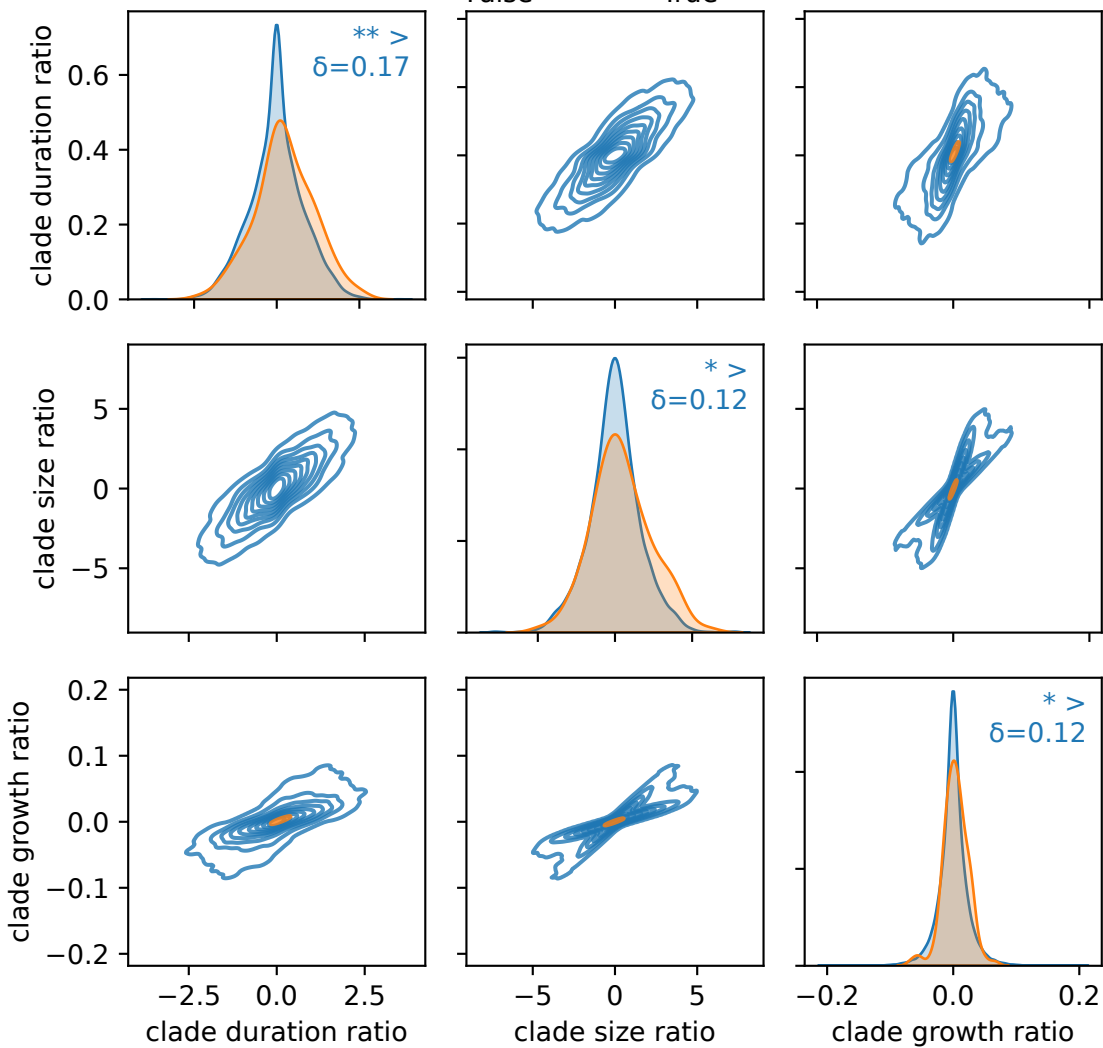 clade duration ratio
0.6
0.4
0.2
0.0
** >
δ=0.17
clade size ratio
5
0
−5
* >
δ=0.12
clade growth ratio
0.2
0.1
0.0
−0.1
−0.2
* >
δ=0.12
−2.5 0.0 2.5
−5 0 5
−0.2 0.0 0.2
clade duration ratio
clade size ratio
clade growth ratio